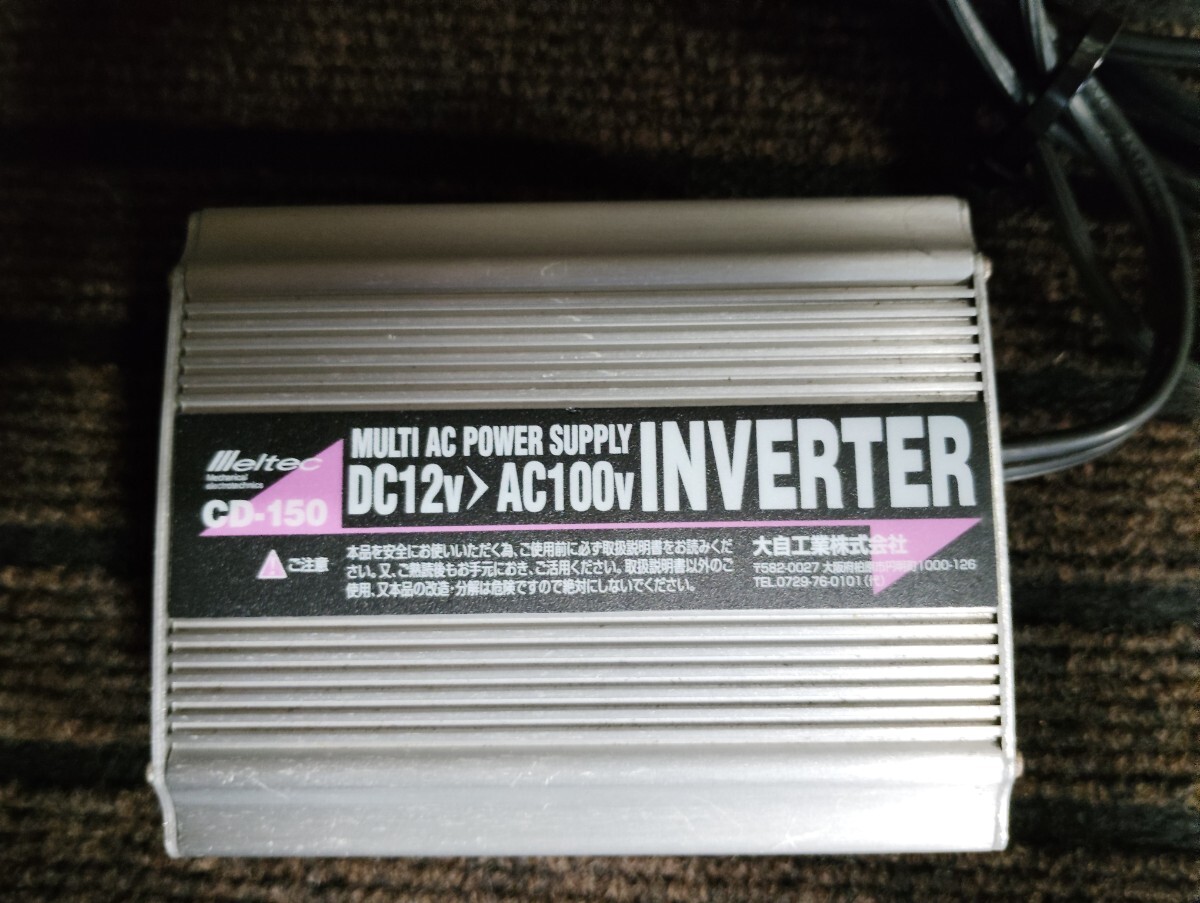 Meltec
Mechanical
electrotechnics
CD-150
MULTI AC POWER SUPPLY
DC12v > AC100v
INVERTER
ご注意
本品を安全にお使いいただく為、ご使用前に必ず取扱説明書をお読みくだ
さい。又、ご熟読後もお手元におき、ご活用ください。取扱説明書以外のご
使用、又本品の改造・分解は危険ですので絶対にしないでください。
大自工業株式会社
〒582-0027 大阪府柏原市円明町1000-126
TEL.0729-76-0101(代)